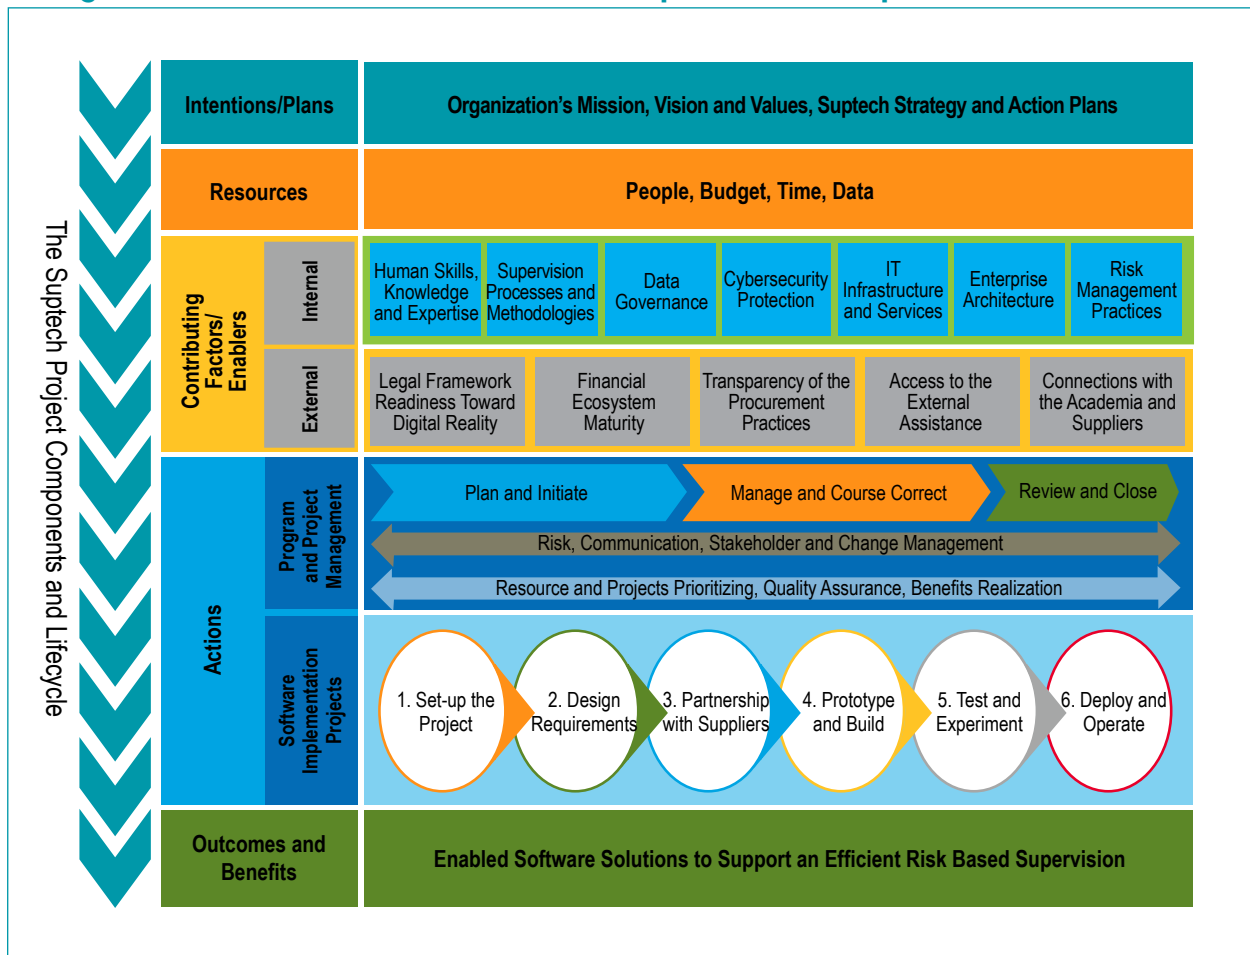 The Suptech Project Components and Lifecycle
Intentions/Plans
Organization's Mission, Vision and Values, Suptech Strategy and Action Plans
Resources
People, Budget, Time, Data
Contributing
Factors/
Enablers
Internal
Human Skills,
Knowledge
and Expertise
Supervision
Processes and
Methodologies
Data
Governance
Cybersecurity
Protection
IT
Infrastructure
and Services
Enterprise
Architecture
Risk
Management
Practices
External
Legal Framework
Readiness Toward
Digital Reality
Financial
Ecosystem
Maturity
Transparency of the
Procurement
Practices
Access to the
External
Assistance
Connections with
the Academia and
Suppliers
Actions
Program
and Project
Management
Plan and Initiate
Manage and Course Correct
Review and Close
Risk, Communication, Stakeholder and Change Management
Resource and Projects Prioritizing, Quality Assurance, Benefits Realization
Software
Implementation
Projects
1. Set-up the
Project
2. Design
Requirements
3. Partnership
with Suppliers
4. Prototype
and Build
5. Test and
Experiment
6. Deploy and
Operate
Outcomes and
Benefits
Enabled Software Solutions to Support an Efficient Risk Based Supervision